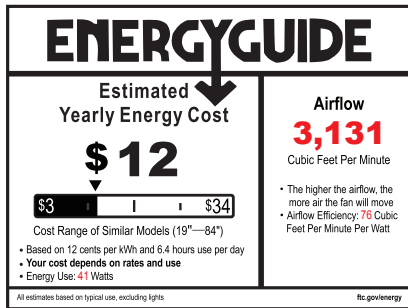 ENERGYGUIDE
Estimated
Yearly Energy Cost
$ 12
$3 $34
Cost Range of Similar Models (19"—84")
• Based on 12 cents per kWh and 6.4 hours use per day
• Your cost depends on rates and use
• Energy Use: 41 Watts
Airflow
3,131
Cubic Feet Per Minute
• The higher the airflow, the
more air the fan will move
• Airflow Efficiency: 76 Cubic
Feet Per Minute Per Watt
All estimates based on typical use, excluding lights
ftc.gov/energy